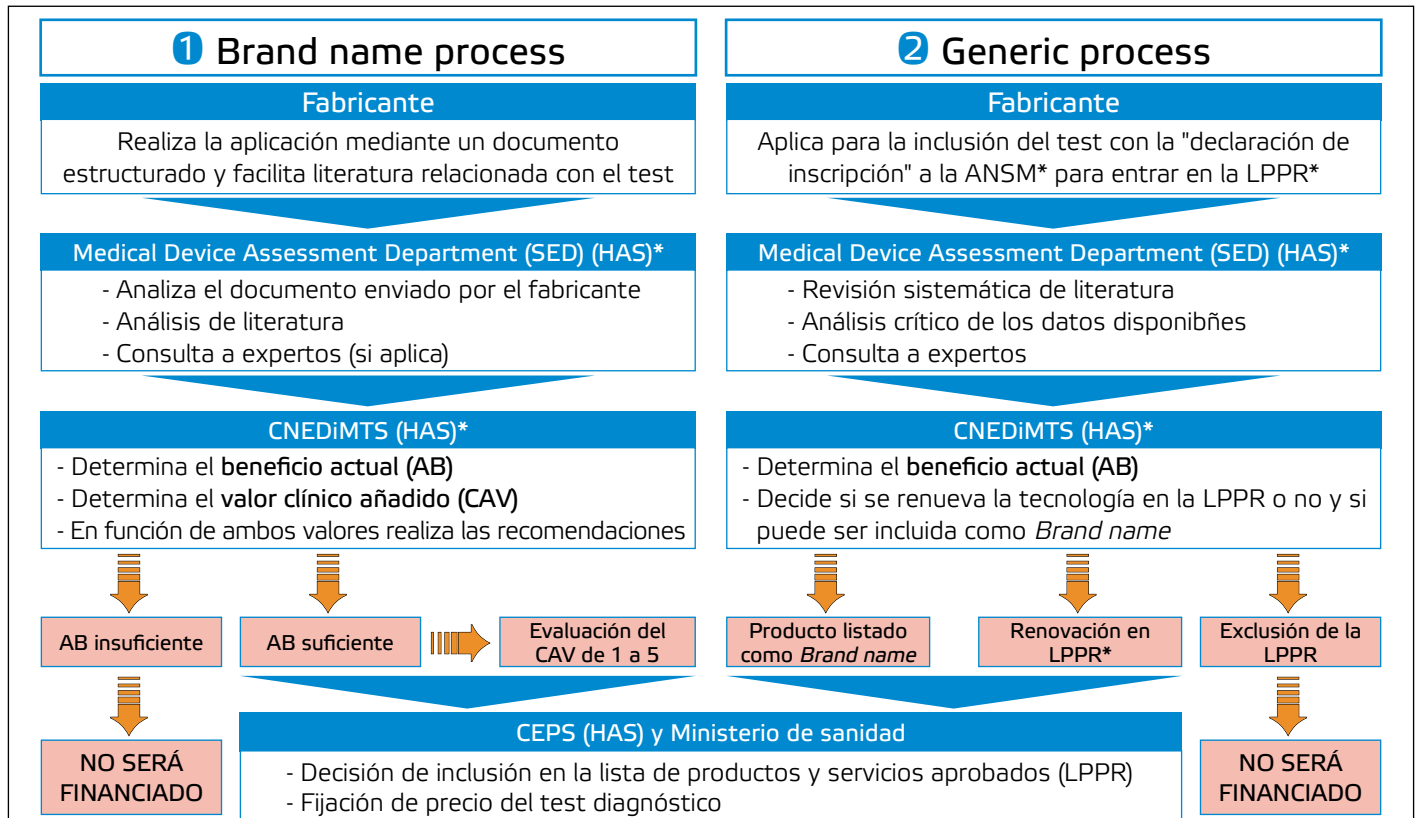 1 Brand name process
Fabricante
Realiza la aplicación mediante un documento
estructurado y facilita literatura relacionada con el test
Medical Device Assessment Department (SED) (HAS)*
- Analiza el documento enviado por el fabricante
- Análisis de literatura
- Consulta a expertos (si aplica)
CNEDiMTS (HAS)*
- Determina el beneficio actual (AB)
- Determina el valor clínico añadido (CAV)
- En función de ambos valores realiza las recomendaciones
AB insuficiente
AB suficiente
Evaluación del
CAV de 1 a 5
NO SERÁ
FINANCIADO
2 Generic process
Fabricante
Aplica para la inclusión del test con la "declaración de
inscripción" a la ANSM* para entrar en la LPPR*
Medical Device Assessment Department (SED) (HAS)*
- Revisión sistemática de literatura
- Análisis crítico de los datos disponibñes
- Consulta a expertos
CNEDiMTS (HAS)*
- Determina el beneficio actual (AB)
- Decide si se renueva la tecnología en la LPPR o no y si
puede ser incluida como Brand name
Producto listado
como Brand name
Renovación en
LPPR*
Exclusión de la
LPPR
NO SERÁ
FINANCIADO
CEPS (HAS) y Ministerio de sanidad
- Decisión de inclusión en la lista de productos y servicios aprobados (LPPR)
- Fijación de precio del test diagnóstico